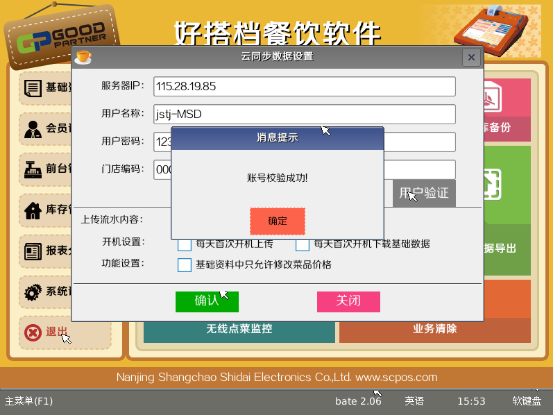 GOOD
PARTNER
好搭档餐饮软件
云同步数据设置
服务器IP: 115.28.19.85
用户名称: jstj-MSD
用户密码: 123
门店编码: 000
消息提示
账号校验成功!
确定
用户验证
上传流水内容:
开机设置: 每天首次开机上传 每天首次开机下载基础数据
功能设置: 基础资料中只允许修改菜品价格
确认 关闭
基础
会员
前台
库存
报表
系统
退出
备份
据导出
无线点菜监控 业务清除
Nanjing Shangchao Shidai Electronics Co.,Ltd. www.scpos.com
主菜单(F1) bate 2.06 英语 15:53 软键盘